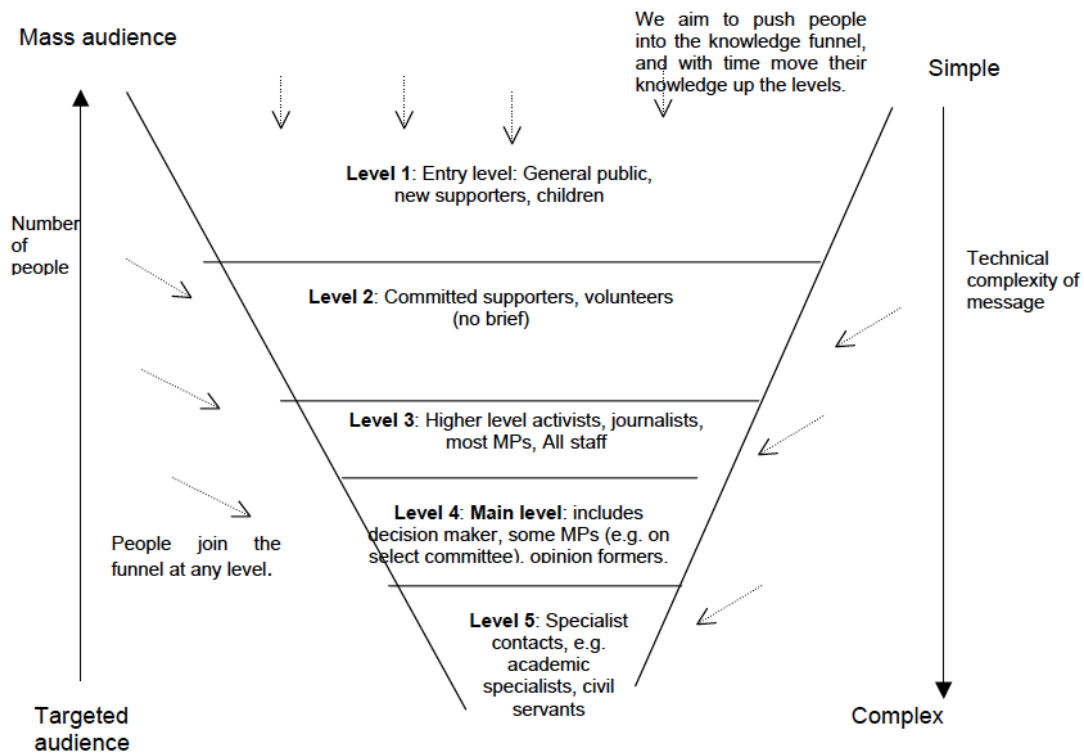 Mass audience
We aim to push people
into the knowledge funnel,
and with time move their
knowledge up the levels.
Simple
Level 1: Entry level: General public,
new supporters, children
Number
of
people
Technical
complexity of
message
Level 2: Committed supporters, volunteers
(no brief)
Level 3: Higher level activists, journalists,
most MPs, All staff
Level 4: Main level: includes
decision maker, some MPs (e.g. on
select committee), opinion formers.
People join the
funnel at any level.
Level 5: Specialist
contacts, e.g.
academic
specialists, civil
servants
Targeted
audience
Complex